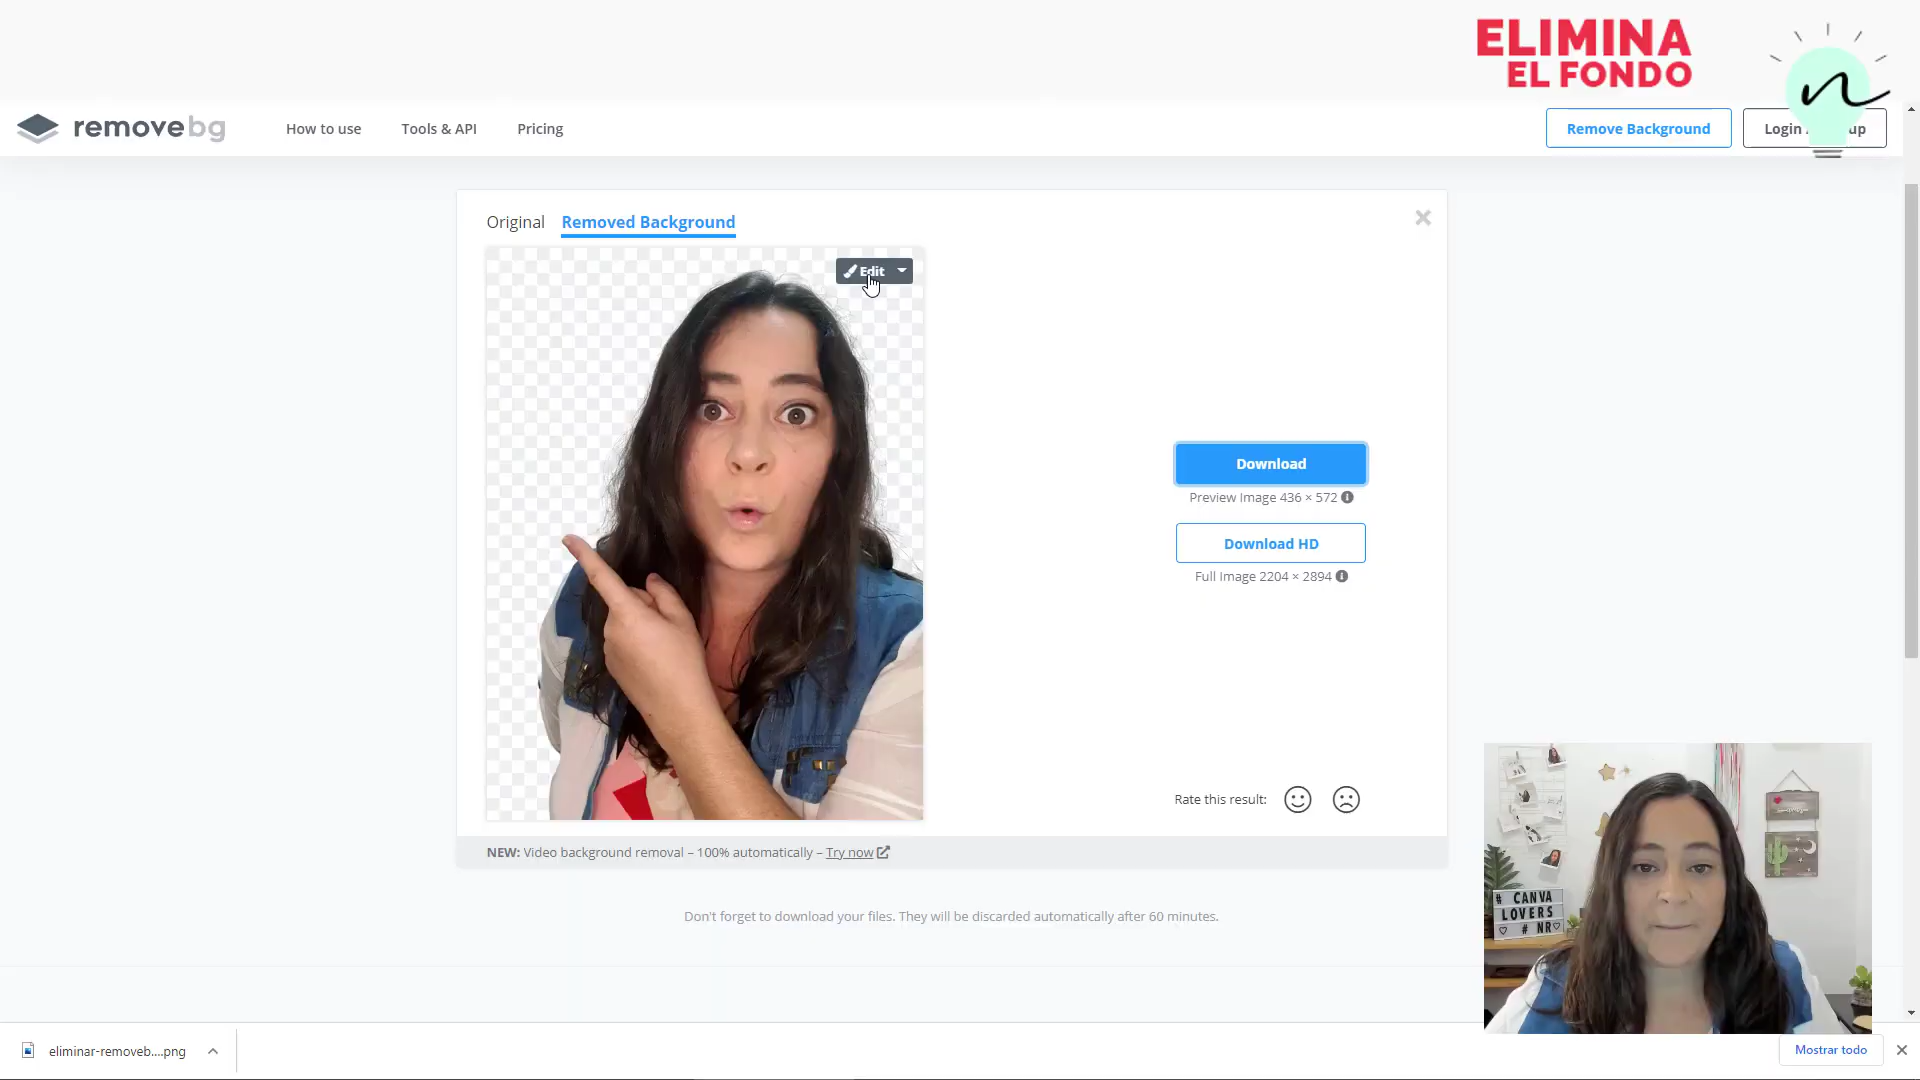 ELIMINA
EL FONDO
removebg
How to use
Tools & API
Pricing
Remove Background
Login
up
Original
Removed Background
Edit
Download
Preview Image 436 × 572
Download HD
Full Image 2204 × 2894
Rate this result:
NEW: Video background removal – 100% automatically – Try now
Don't forget to download your files. They will be discarded automatically after 60 minutes.
# CANVA
LOVERS
♡ # NR♡
eliminar-removeb....png
Mostrar todo